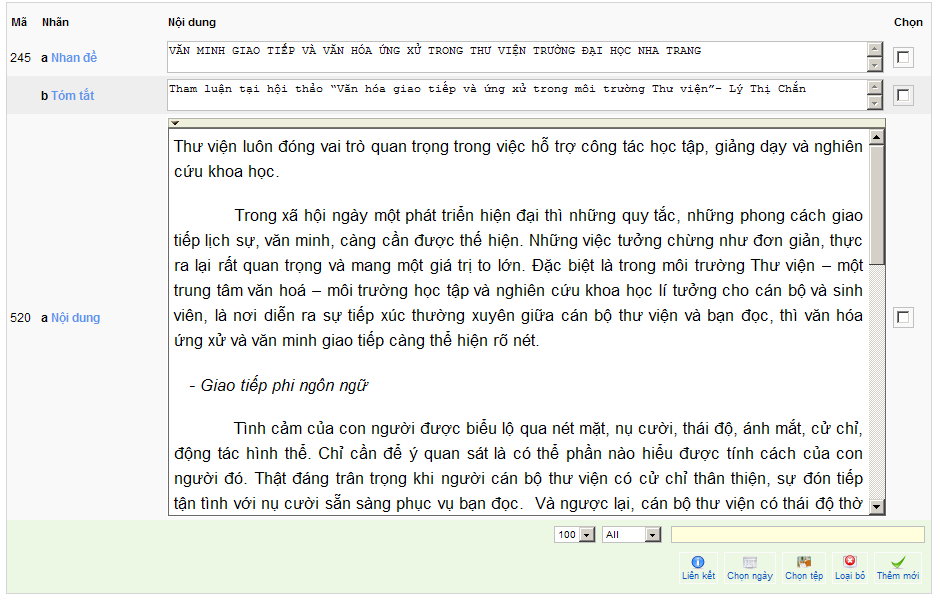 Mã Nhãn Nội dung Chọn
245 a Nhan đề VĂN MINH GIAO TIẾP VÀ VĂN HÓA ỨNG XỬ TRONG THƯ VIỆN TRƯỜNG ĐẠI HỌC NHA TRANG
b Tóm tắt Tham luận tại hội thảo “Văn hóa giao tiếp và ứng xử trong môi trường Thư viện”- Lý Thị Chắn
Thư viện luôn đóng vai trò quan trọng trong việc hỗ trợ công tác học tập, giảng dạy và nghiên
cứu khoa học.
Trong xã hội ngày một phát triển hiện đại thì những quy tắc, những phong cách giao
tiếp lịch sự, văn minh, càng cần được thể hiện. Những việc tưởng chừng như đơn giản, thực
ra lại rất quan trọng và mang một giá trị to lớn. Đặc biệt là trong môi trường Thư viện – một
trung tâm văn hoá – môi trường học tập và nghiên cứu khoa học lí tưởng cho cán bộ và sinh
viên, là nơi diễn ra sự tiếp xúc thường xuyên giữa cán bộ thư viện và bạn đọc, thì văn hóa
520 a Nội dung
ứng xử và văn minh giao tiếp càng thể hiện rõ nét.
- Giao tiếp phi ngôn ngữ
Tình cảm của con người được biểu lộ qua nét mặt, nụ cười, thái độ, ánh mắt, cử chỉ,
động tác hình thể. Chỉ cần để ý quan sát là có thể phần nào hiểu được tính cách của con
người đó. Thật đáng trân trọng khi người cán bộ thư viện có cử chỉ thân thiện, sự đón tiếp
tận tình với nụ cười sẵn sàng phục vụ bạn đọc. Và ngược lại, cán bộ thư viện có thái độ thờ
100 All
Liên kết Chọn ngày Chọn tệp Loại bỏ Thêm mới